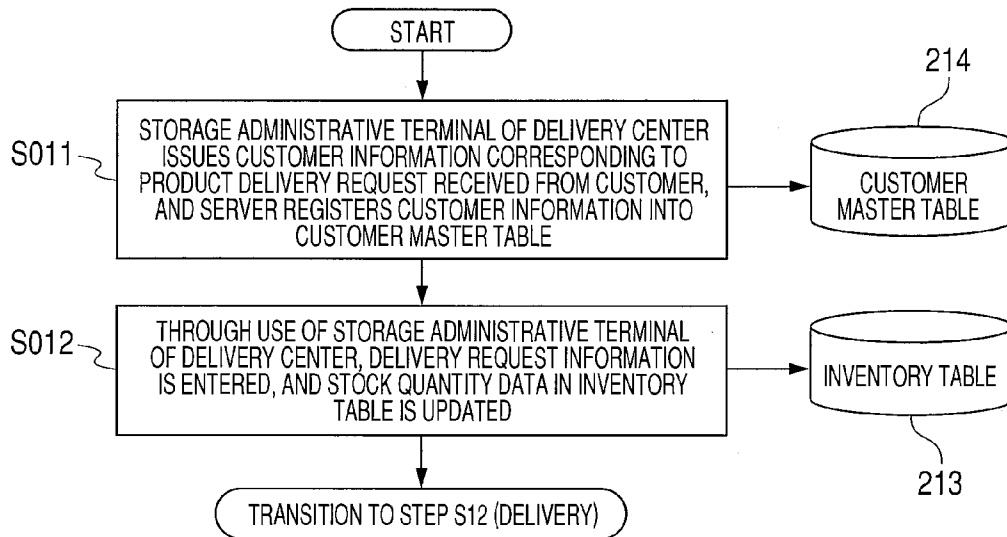 START
214
S011
STORAGE ADMINISTRATIVE TERMINAL OF DELIVERY CENTER
ISSUES CUSTOMER INFORMATION CORRESPONDING TO
PRODUCT DELIVERY REQUEST RECEIVED FROM CUSTOMER,
AND SERVER REGISTERS CUSTOMER INFORMATION INTO
CUSTOMER MASTER TABLE
CUSTOMER
MASTER TABLE
S012
THROUGH USE OF STORAGE ADMINISTRATIVE TERMINAL
OF DELIVERY CENTER, DELIVERY REQUEST INFORMATION
IS ENTERED, AND STOCK QUANTITY DATA IN INVENTORY
TABLE IS UPDATED
INVENTORY TABLE
213
TRANSITION TO STEP S12 (DELIVERY)